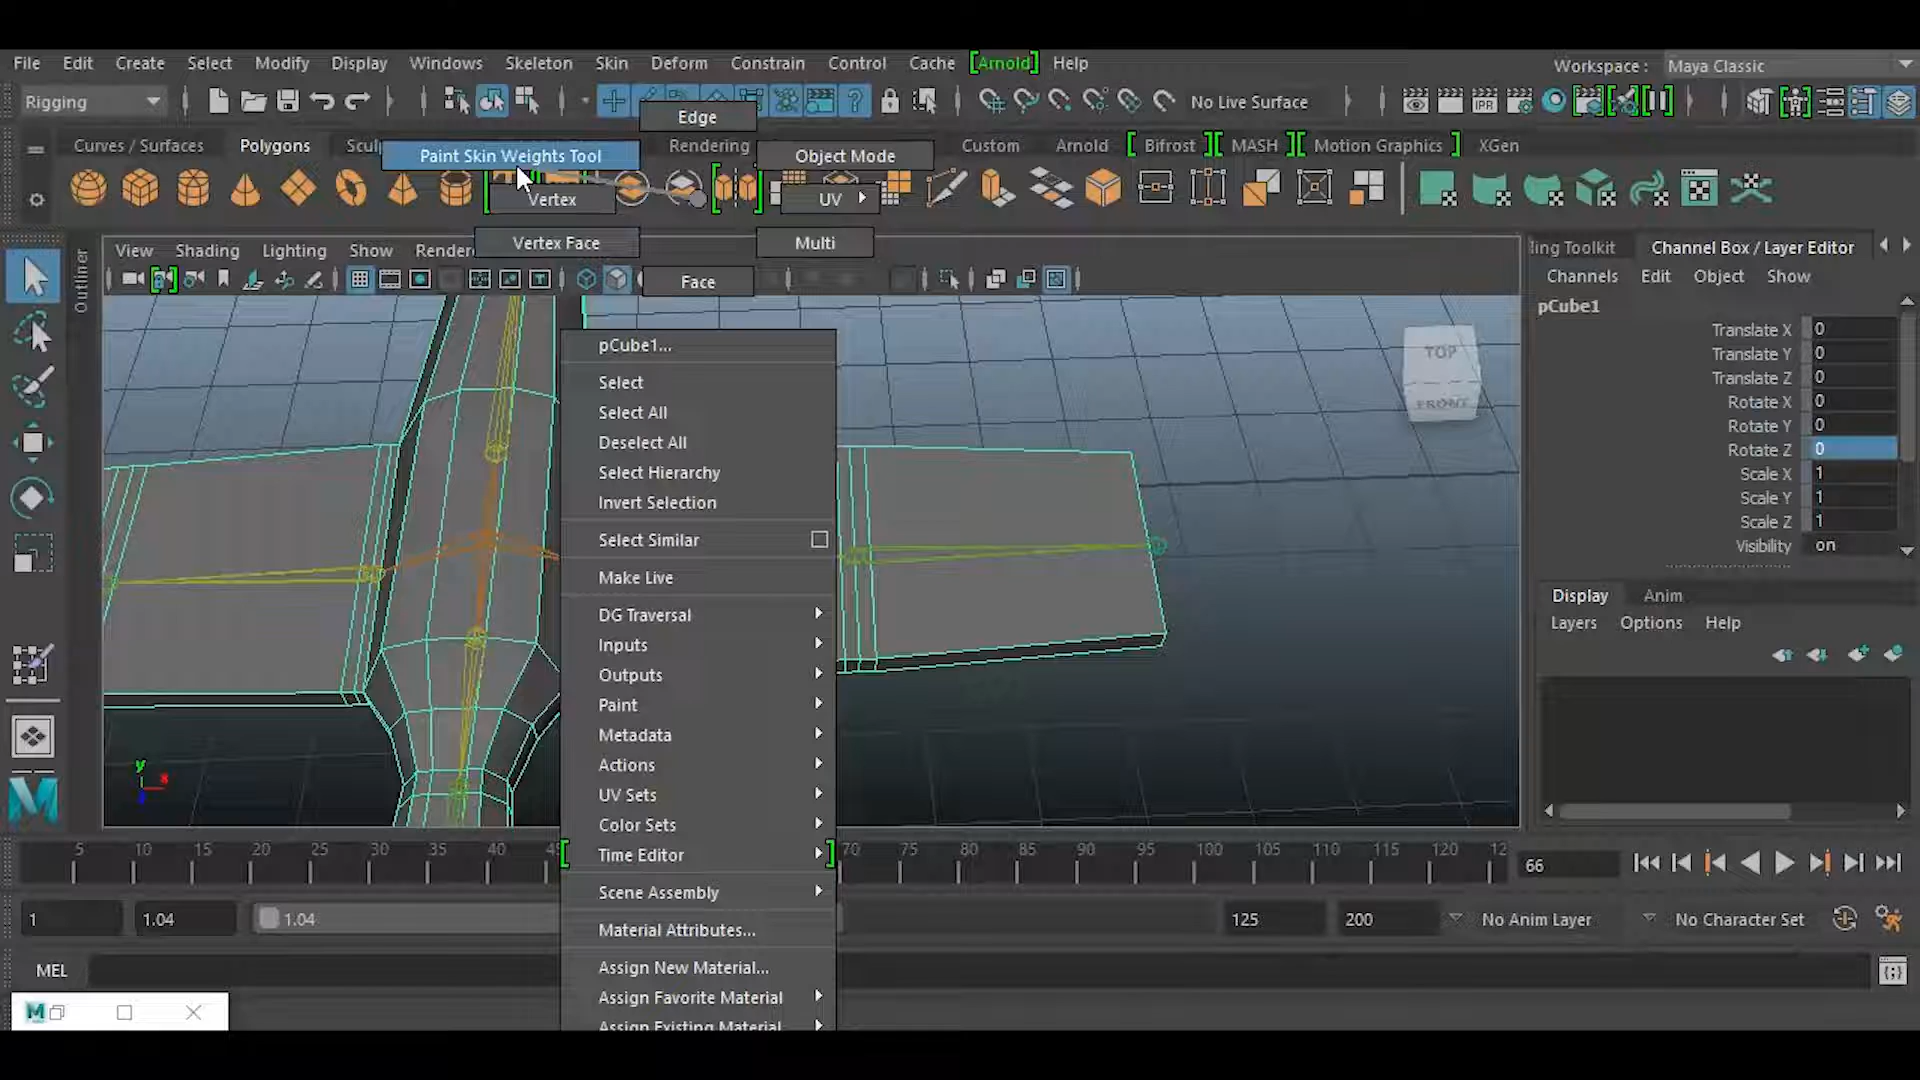 File Edit Create Select Modify Display Windows Skeleton Skin Deform Constrain Control Cache [Arnold] Help
Workspace : Maya Classic
Rigging
No Live Surface
IPR
Edge
Curves / Surfaces Polygons Rendering Custom Arnold [ Bifrost ][ MASH ][ Motion Graphics ] XGen
Paint Skin Weights Tool
Object Mode
Vertex
UV
Vertex Face
Multi
Face
View Shading Lighting Show
Channel Box / Layer Editor
Channels Edit Object Show
Outliner
pCube1
Translate X 0
Translate Y 0
Translate Z 0
Rotate X 0
Rotate Y 0
Rotate Z 0
Scale X 1
Scale Y 1
Scale Z 1
Visibility on
TOP
FRONT
pCube1...
Select
Select All
Deselect All
Select Hierarchy
Invert Selection
Select Similar
Make Live
DG Traversal
Inputs
Outputs
Paint
Metadata
Actions
UV Sets
Color Sets
Time Editor
Scene Assembly
Material Attributes...
Assign New Material...
Assign Favorite Material
Assign Existing Material
Display Anim
Layers Options Help
y
5 10 15 20 25 30 35 40 70 75 80 85 90 95 100 105 110 115 120
66
1 1.04 1.04 125 200 No Anim Layer No Character Set
MEL
M